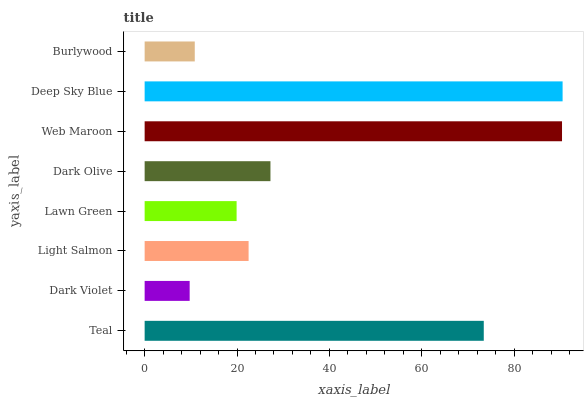 title
Burlywood
Deep Sky Blue
Web Maroon
Dark Olive
Lawn Green
Light Salmon
Dark Violet
Teal
yaxis_label
0 20 40 60 80
xaxis_label